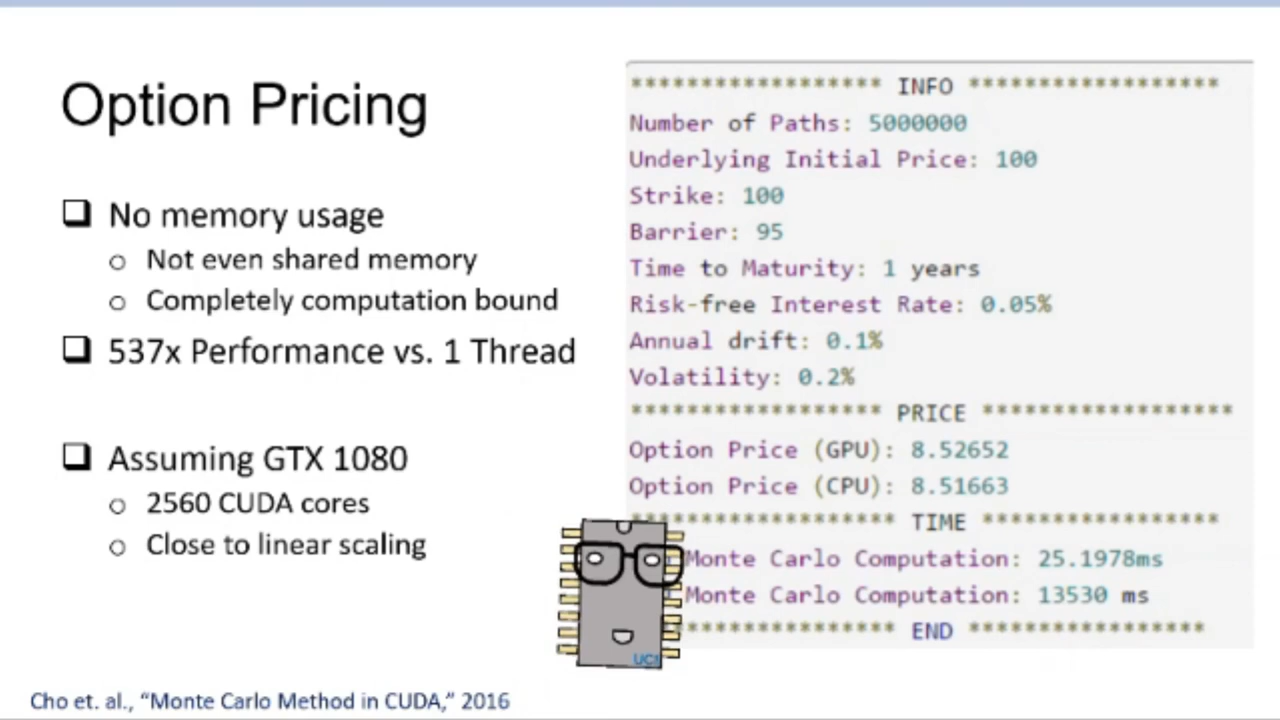 Option Pricing
❑ No memory usage
○ Not even shared memory
○ Completely computation bound
❑ 537x Performance vs. 1 Thread
❑ Assuming GTX 1080
○ 2560 CUDA cores
○ Close to linear scaling
****************** INFO ******************
Number of Paths: 5000000
Underlying Initial Price: 100
Strike: 100
Barrier: 95
Time to Maturity: 1 years
Risk-free Interest Rate: 0.05%
Annual drift: 0.1%
Volatility: 0.2%
****************** PRICE ******************
Option Price (GPU): 8.52652
Option Price (CPU): 8.51663
******************* TIME *****************
Monte Carlo Computation: 25.1978ms
Monte Carlo Computation: 13530 ms
**************** END *****************
UCI
Cho et. al., “Monte Carlo Method in CUDA,” 2016